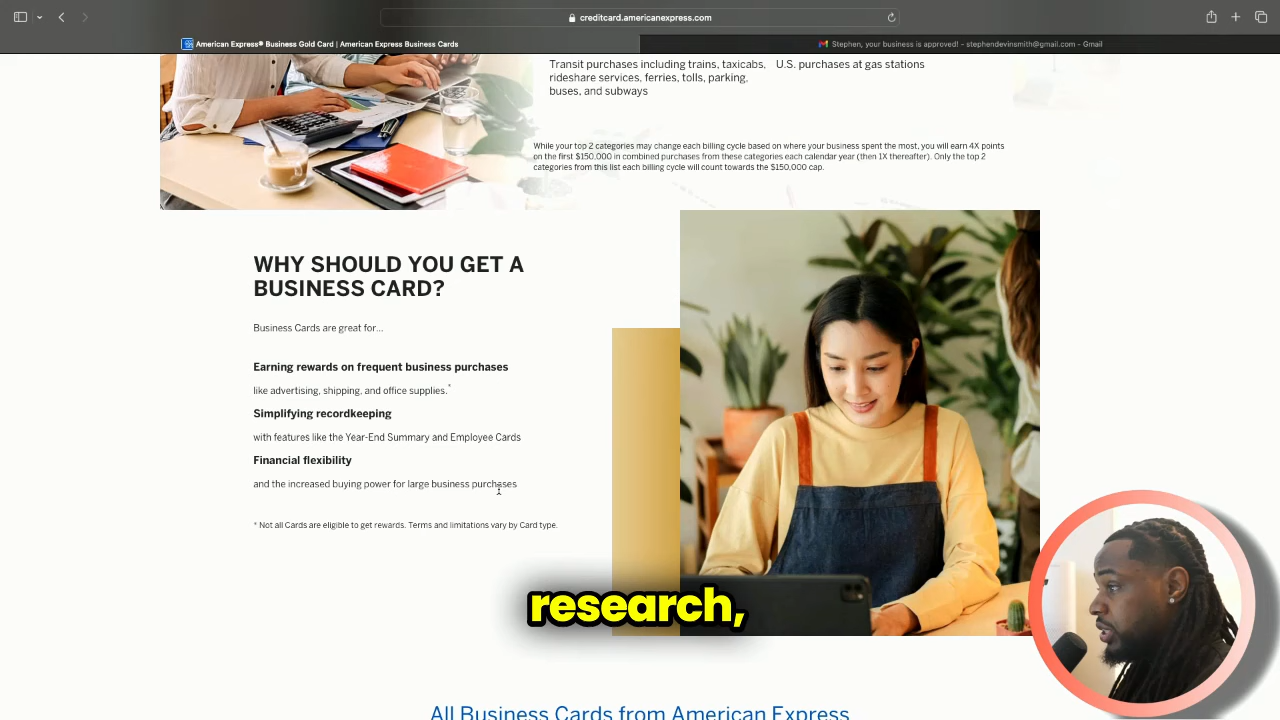 creditcard.americanexpress.com
American Express® Business Gold Card | American Express Business Cards
Stephen, your business is approved! - stephendevinsmith@gmail.com - Gmail
Transit purchases including trains, taxicabs,
rideshare services, ferries, tolls, parking,
buses, and subways
U.S. purchases at gas stations
While your top 2 categories may change each billing cycle based on where your business spent the most, you will earn 4X points
on the first $150,000 in combined purchases from these categories each calendar year (then 1X thereafter). Only the top 2
categories from this list each billing cycle will count towards the $150,000 cap.
WHY SHOULD YOU GET A
BUSINESS CARD?
Business Cards are great for...
Earning rewards on frequent business purchases
like advertising, shipping, and office supplies.*
Simplifying recordkeeping
with features like the Year-End Summary and Employee Cards
Financial flexibility
and the increased buying power for large business purchases
* Not all Cards are eligible to get rewards. Terms and limitations vary by Card type.
research,
All Business Cards from American Express